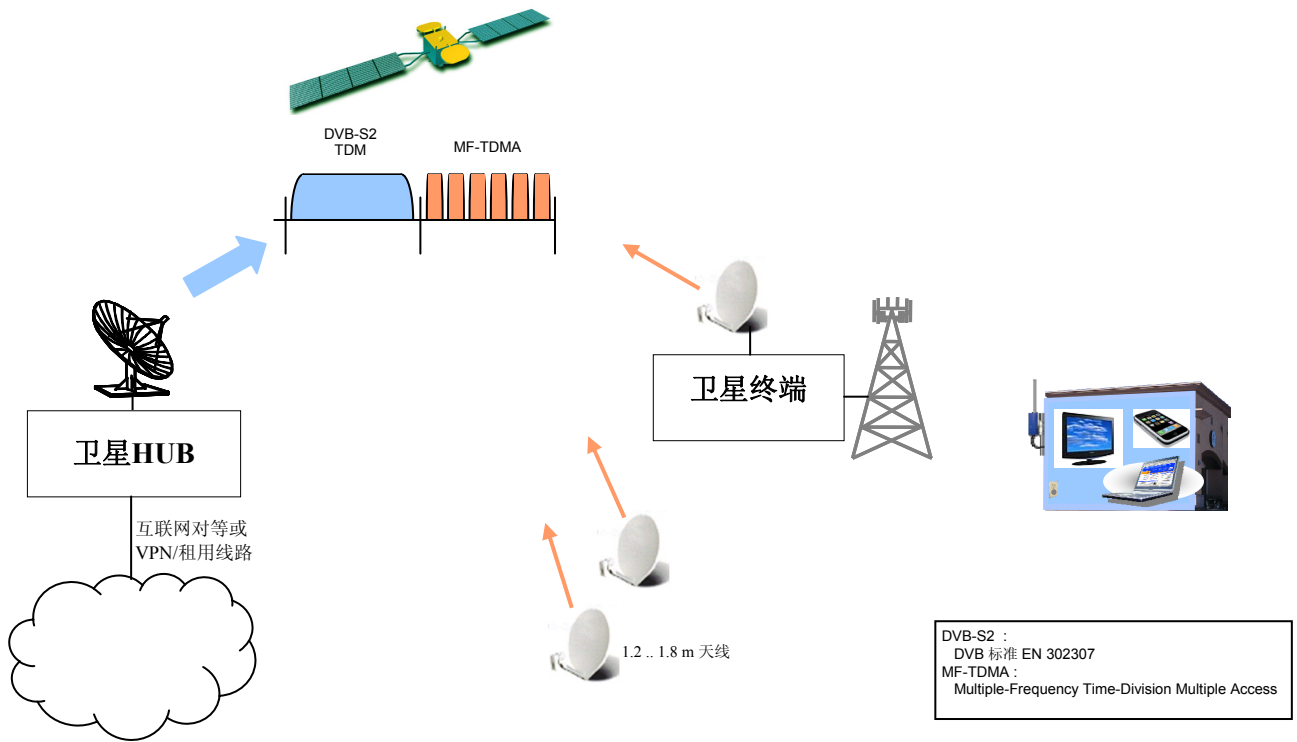 DVB-S2
TDM
MF-TDMA
卫星终端
卫星HUB
互联网对等或
VPN/租用线路
1.2 .. 1.8 m 天线
DVB-S2 :
DVB 标准 EN 302307
MF-TDMA :
Multiple-Frequency Time-Division Multiple Access